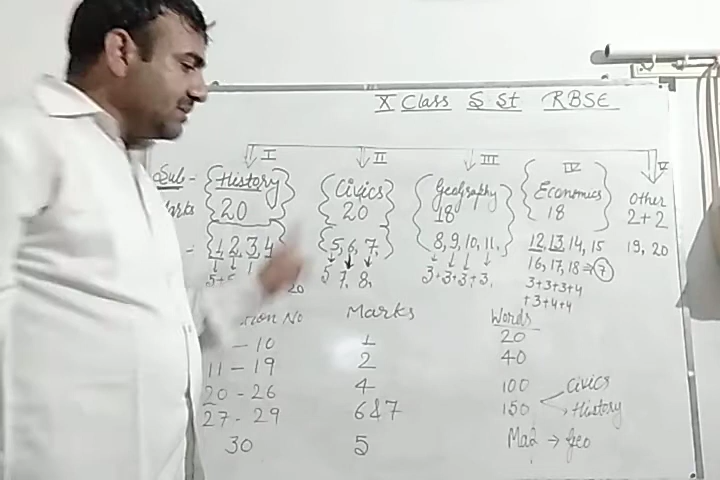 X Class S St RBSE
I II III IV V
Sub - History Civics Geography Economics Other
Marks 20 20 18 18 2+2
- 1, 2, 3, 4 5, 6, 7, 8, 9, 10, 11, 12, 13, 14, 15 19, 20
5+ 5 7, 8, 3+3+3+3, 16, 17, 18 ⇒ 7
20 3+3+3+4
+3+4+4
No Marks Words
- 10 1 20
11 - 19 2 40
20 - 26 4 100 Civics
27 - 29 6&7 150 → History
30 5 Map → Geo